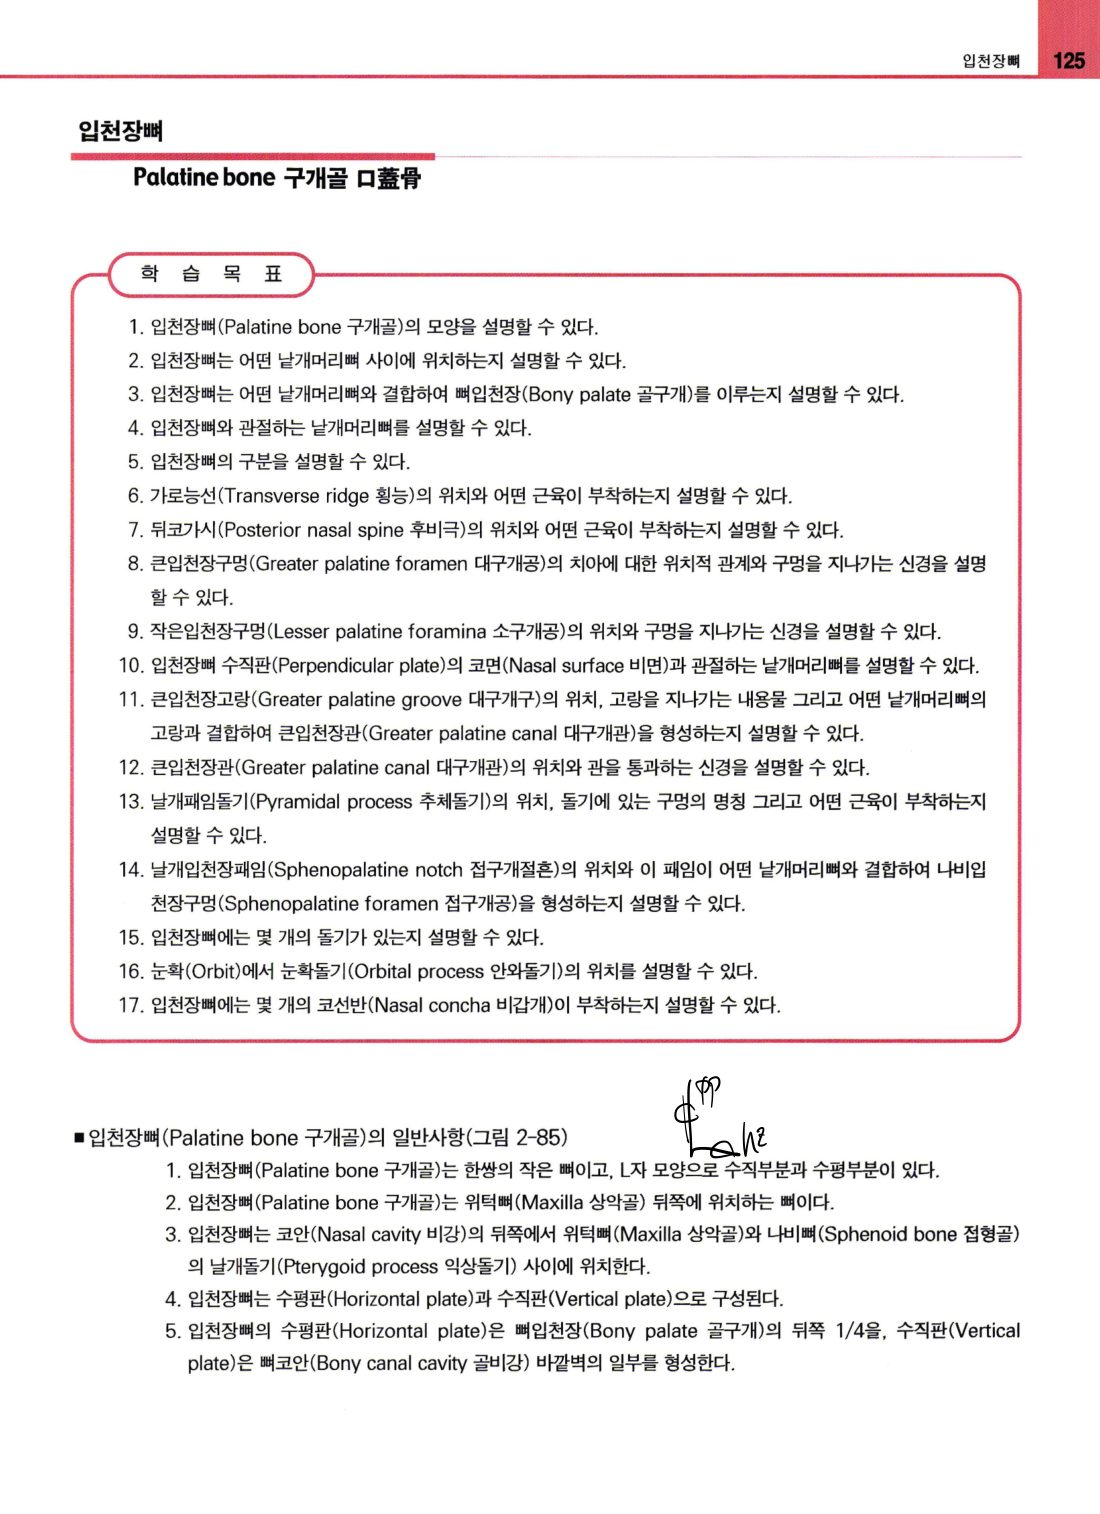 입천장뼈 125
입천장뼈
Palatine bone 구개골 口蓋骨
학 습 목 표
1. 입천장뼈(Palatine bone 구개골)의 모양을 설명할 수 있다.
2. 입천장뼈는 어떤 낱개머리뼈 사이에 위치하는지 설명할 수 있다.
3. 입천장뼈는 어떤 낱개머리뼈와 결합하여 뼈입천장(Bony palate 골구개)를 이루는지 설명할 수 있다.
4. 입천장뼈와 관절하는 낱개머리뼈를 설명할 수 있다.
5. 입천장뼈의 구분을 설명할 수 있다.
6. 가로능선(Transverse ridge 횡능)의 위치와 어떤 근육이 부착하는지 설명할 수 있다.
7. 뒤코가시(Posterior nasal spine 후비극)의 위치와 어떤 근육이 부착하는지 설명할 수 있다.
8. 큰입천장구멍(Greater palatine foramen 대구개공)의 치아에 대한 위치적 관계와 구멍을 지나가는 신경을 설명
할 수 있다.
9. 작은입천장구멍(Lesser palatine foramina 소구개공)의 위치와 구멍을 지나가는 신경을 설명할 수 있다.
10. 입천장뼈 수직판(Perpendicular plate)의 코면(Nasal surface 비면)과 관절하는 낱개머리뼈를 설명할 수 있다.
11. 큰입천장고랑(Greater palatine groove 대구개구)의 위치, 고랑을 지나가는 내용물 그리고 어떤 낱개머리뼈의
고랑과 결합하여 큰입천장관(Greater palatine canal 대구개관)을 형성하는지 설명할 수 있다.
12. 큰입천장관(Greater palatine canal 대구개관)의 위치와 관을 통과하는 신경을 설명할 수 있다.
13. 날개패임돌기(Pyramidal process 추체돌기)의 위치, 돌기에 있는 구멍의 명칭 그리고 어떤 근육이 부착하는지
설명할 수 있다.
14. 날개입천장패임(Sphenopalatine notch 접구개절흔)의 위치와 이 패임이 어떤 낱개머리뼈와 결합하여 나비입
천장구멍(Sphenopalatine foramen 접구개공)을 형성하는지 설명할 수 있다.
15. 입천장뼈에는 몇 개의 돌기가 있는지 설명할 수 있다.
16. 눈확(Orbit)에서 눈확돌기(Orbital process 안와돌기)의 위치를 설명할 수 있다.
17. 입천장뼈에는 몇 개의 코선반(Nasal concha 비갑개)이 부착하는지 설명할 수 있다.
pp
hz
■ 입천장뼈(Palatine bone 구개골)의 일반사항(그림 2-85)
1. 입천장뼈(Palatine bone 구개골)는 한쌍의 작은 뼈이고, L자 모양으로 수직부분과 수평부분이 있다.
2. 입천장뼈(Palatine bone 구개골)는 위턱뼈(Maxilla 상악골) 뒤쪽에 위치하는 뼈이다.
3. 입천장뼈는 코안(Nasal cavity 비강)의 뒤쪽에서 위턱뼈(Maxilla 상악골)와 나비뼈(Sphenoid bone 접형골)
의 날개돌기(Pterygoid process 익상돌기) 사이에 위치한다.
4. 입천장뼈는 수평판(Horizontal plate)과 수직판(Vertical plate)으로 구성된다.
5. 입천장뼈의 수평판(Horizontal plate)은 뼈입천장(Bony palate 골구개)의 뒤쪽 1/4을, 수직판(Vertical
plate)은 뼈코안(Bony canal cavity 골비강) 바깥벽의 일부를 형성한다.